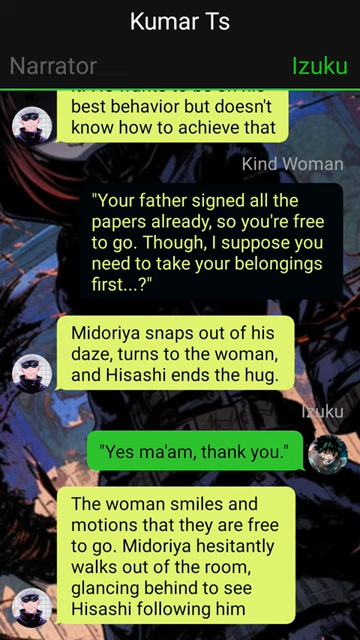 Kumar Ts
Narrator
Izuku
best behavior but doesn't
know how to achieve that
Kind Woman
"Your father signed all the
papers already, so you're free
to go. Though, I suppose you
need to take your belongings
first...?"
Midoriya snaps out of his
daze, turns to the woman,
and Hisashi ends the hug.
Izuku
"Yes ma'am, thank you."
The woman smiles and
motions that they are free
to go. Midoriya hesitantly
walks out of the room,
glancing behind to see
Hisashi following him